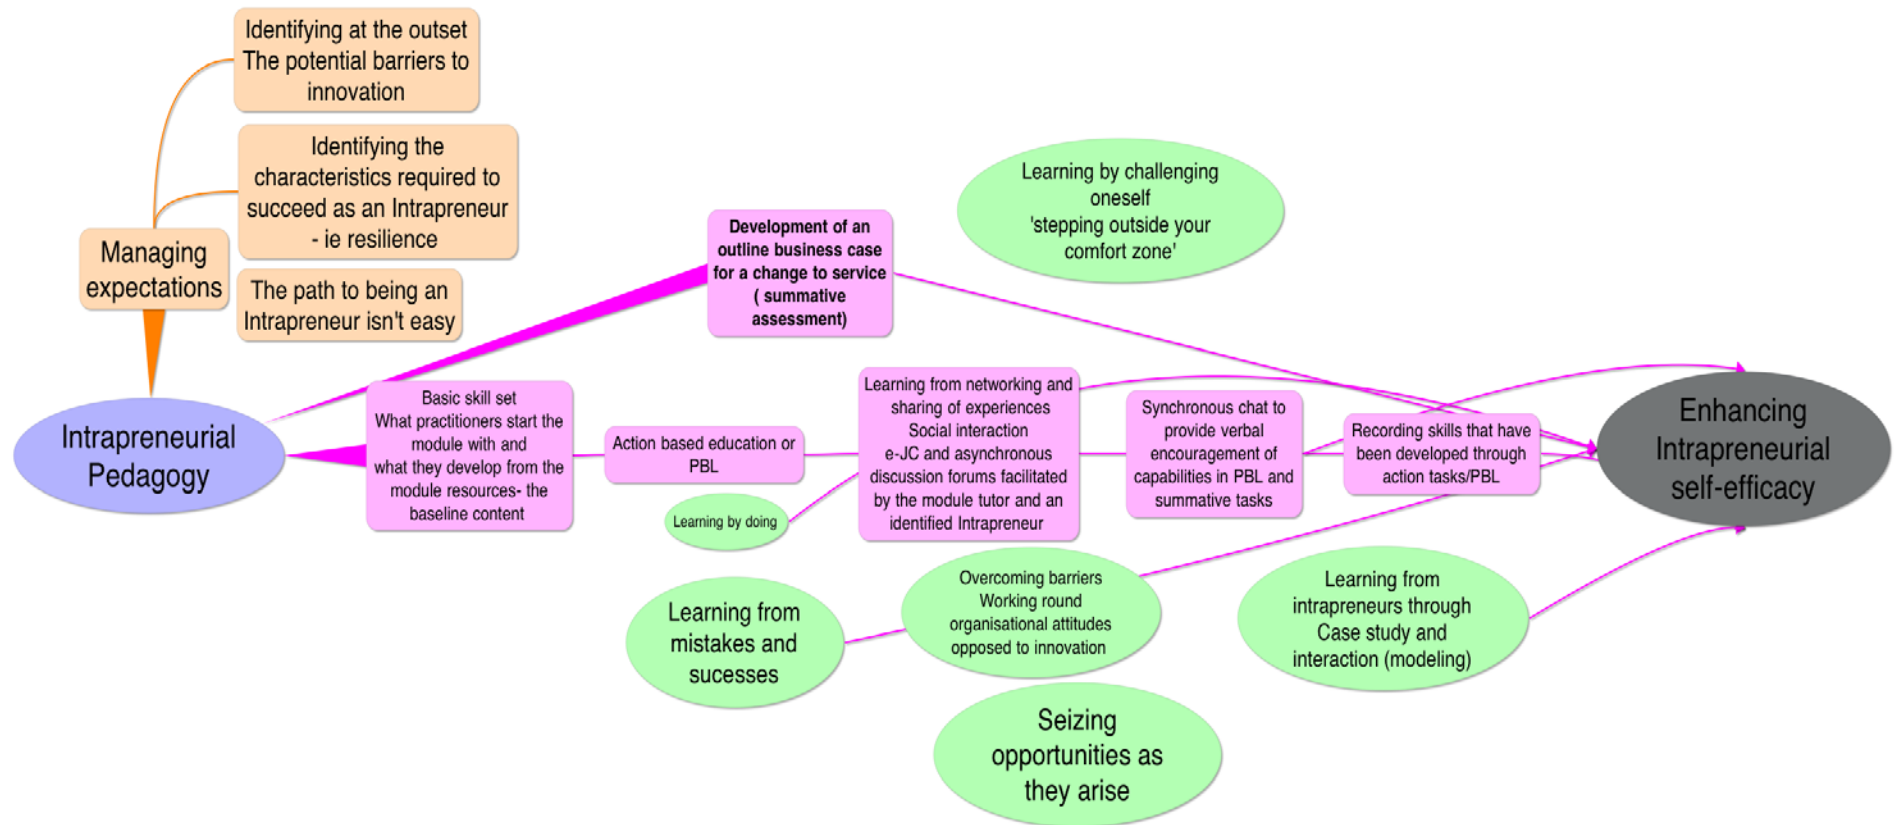 Identifying at the outset
The potential barriers to
innovation
Identifying the
characteristics required to
succeed as an Intrapreneur
- ie resilience
Managing
expectations
The path to being an
Intrapreneur isn't easy
Intrapreneurial
Pedagogy
Development of an
outline business case
for a change to service
( summative
assessment)
Learning by challenging
oneself
'stepping outside your
comfort zone'
Basic skill set
What practitioners start the
module with and
what they develop from the
module resources- the
baseline content
Action based education or
PBL
Learning by doing
Learning from networking and
sharing of experiences
Social interaction
e-JC and asynchronous
discussion forums facilitated
by the module tutor and an
identified Intrapreneur
Synchronous chat to
provide verbal
encouragement of
capabilities in PBL and
summative tasks
Recording skills that have
been developed through
action tasks/PBL
Enhancing
Intrapreneurial
self-efficacy
Learning from
mistakes and
sucesses
Overcoming barriers
Working round
organisational attitudes
opposed to innovation
Learning from
intrapreneurs through
Case study and
interaction (modeling)
Seizing
opportunities as
they arise